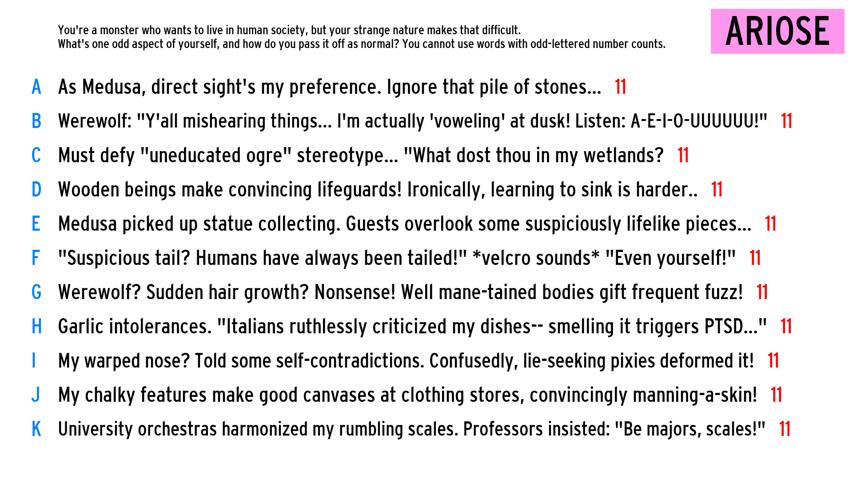 You're a monster who wants to live in human society, but your strange nature makes that difficult.
What's one odd aspect of yourself, and how do you pass it off as normal? You cannot use words with odd-lettered number counts.
ARIOSE
A As Medusa, direct sight's my preference. Ignore that pile of stones... 11
B Werewolf: "Y'all mishearing things... I'm actually 'voweling' at dusk! Listen: A-E-I-O-UUUUUU!" 11
C Must defy "uneducated ogre" stereotype... "What dost thou in my wetlands? 11
D Wooden beings make convincing lifeguards! Ironically, learning to sink is harder.. 11
E Medusa picked up statue collecting. Guests overlook some suspiciously lifelike pieces... 11
F "Suspicious tail? Humans have always been tailed!" *velcro sounds* "Even yourself!" 11
G Werewolf? Sudden hair growth? Nonsense! Well mane-tained bodies gift frequent fuzz! 11
H Garlic intolerances. "Italians ruthlessly criticized my dishes-- smelling it triggers PTSD..." 11
I My warped nose? Told some self-contradictions. Confusedly, lie-seeking pixies deformed it! 11
J My chalky features make good canvases at clothing stores, convincingly manning-a-skin! 11
K University orchestras harmonized my rumbling scales. Professors insisted: "Be majors, scales!" 11